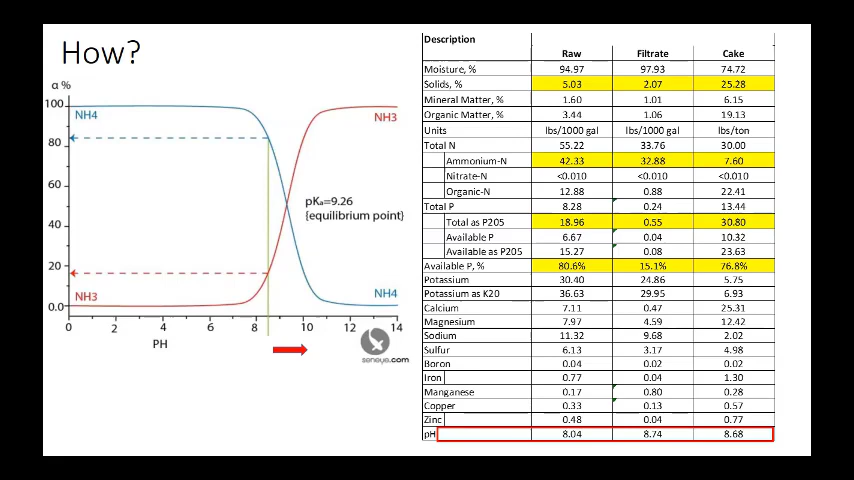 How?
α %
100
80
60
40
20
0.0
NH4
NH3
pKa=9.26
{equilibrium point}
NH3
NH4
0 2 4 6 8 10 12 14
PH
seneye.com
Description
Raw Filtrate Cake
Moisture, % 94.97 97.93 74.72
Solids, % 5.03 2.07 25.28
Mineral Matter, % 1.60 1.01 6.15
Organic Matter, % 3.44 1.06 19.13
Units lbs/1000 gal lbs/1000 gal lbs/ton
Total N 55.22 33.76 30.00
Ammonium-N 42.33 32.88 7.60
Nitrate-N <0.010 <0.010 <0.010
Organic-N 12.88 0.88 22.41
Total P 8.28 0.24 13.44
Total as P205 18.96 0.55 30.80
Available P 6.67 0.04 10.32
Available as P205 15.27 0.08 23.63
Available P, % 80.6% 15.1% 76.8%
Potassium 30.40 24.86 5.75
Potassium as K20 36.63 29.95 6.93
Calcium 7.11 0.47 25.31
Magnesium 7.97 4.59 12.42
Sodium 11.32 9.68 2.02
Sulfur 6.13 3.17 4.98
Boron 0.04 0.02 0.02
Iron 0.77 0.04 1.30
Manganese 0.17 0.80 0.28
Copper 0.33 0.13 0.57
Zinc 0.48 0.04 0.77
pH 8.04 8.74 8.68